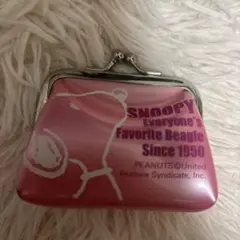 SNOOPY
Everyone's
Favorite Beagle
Since 1950
PEANUTS©United
Feature Syndicate, Inc.